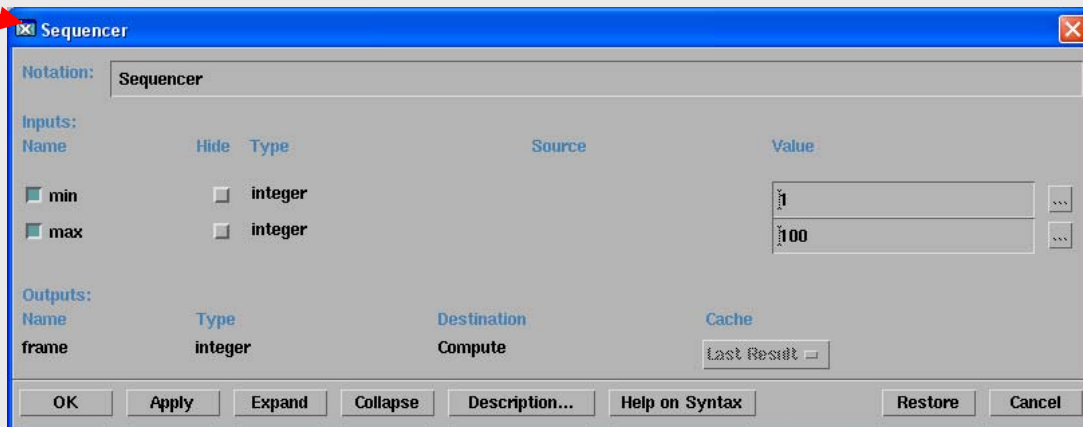 Sequencer
Notation: Sequencer
Inputs:
Name Hide Type Source Value
min integer 1 ...
max integer 100 ...
Outputs:
Name Type Destination Cache
frame integer Compute Last Result
OK Apply Expand Collapse Description... Help on Syntax Restore Cancel